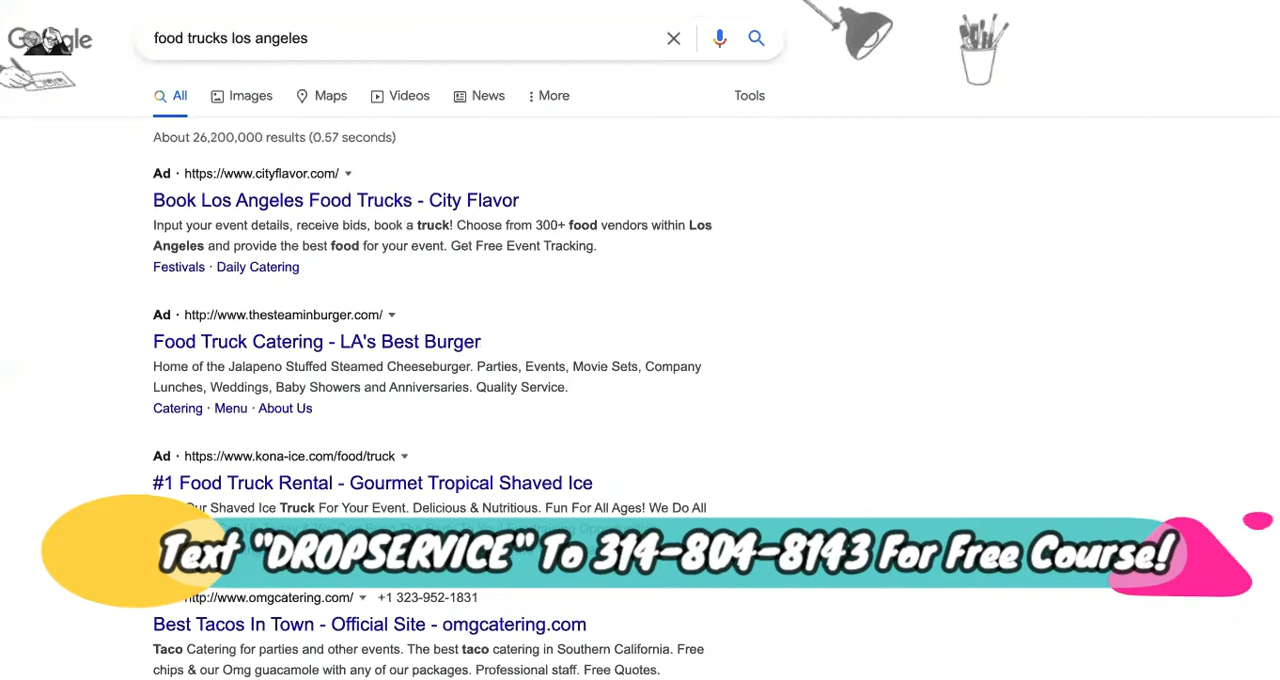 Google
food trucks los angeles
All Images Maps Videos News More Tools
About 26,200,000 results (0.57 seconds)
Ad · https://www.cityflavor.com/
Book Los Angeles Food Trucks - City Flavor
Input your event details, receive bids, book a truck! Choose from 300+ food vendors within Los
Angeles and provide the best food for your event. Get Free Event Tracking.
Festivals · Daily Catering
Ad · http://www.thesteaminburger.com/
Food Truck Catering - LA's Best Burger
Home of the Jalapeno Stuffed Steamed Cheeseburger. Parties, Events, Movie Sets, Company
Lunches, Weddings, Baby Showers and Anniversaries. Quality Service.
Catering · Menu · About Us
Ad · https://www.kona-ice.com/food/truck
#1 Food Truck Rental - Gourmet Tropical Shaved Ice
Our Shaved Ice Truck For Your Event. Delicious & Nutritious. Fun For All Ages! We Do All
Text "DROPSERVICE" To 314-804-8143 For Free Course!
http://www.omgcatering.com/ +1 323-952-1831
Best Tacos In Town - Official Site - omgcatering.com
Taco Catering for parties and other events. The best taco catering in Southern California. Free
chips & our Omg guacamole with any of our packages. Professional staff. Free Quotes.